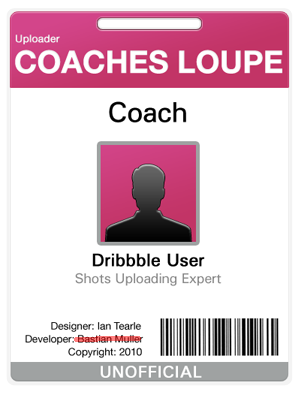 Uploader
COACHES LOUPE
Coach
Dribbble User
Shots Uploading Expert
Designer: Ian Tearle
Developer: Bastian Muller
Copyright: 2010
UNOFFICIAL